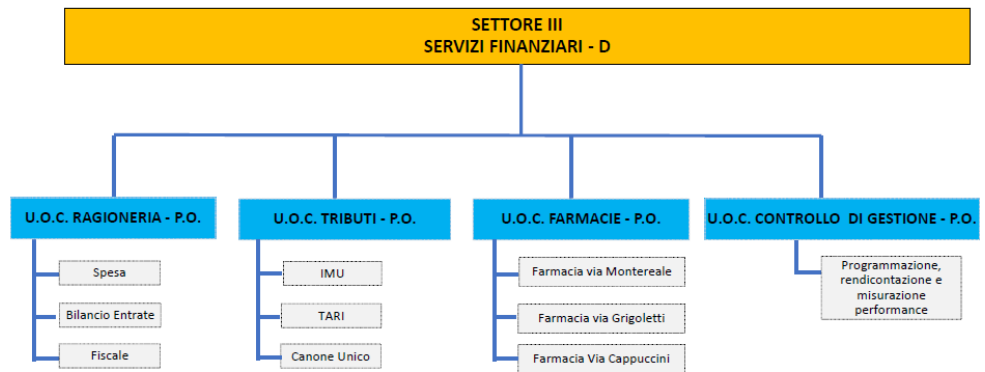 SETTORE III
SERVIZI FINANZIARI - D
U.O.C. RAGIONERIA - P.O.
Spesa
Bilancio Entrate
Fiscale
U.O.C. TRIBUTI - P.O.
IMU
TARI
Canone Unico
U.O.C. FARMACIE - P.O.
Farmacia via Montereale
Farmacia via Grigoletti
Farmacia Via Cappuccini
U.O.C. CONTROLLO DI GESTIONE - P.O.
Programmazione,
rendicontazione e
misurazione
performance